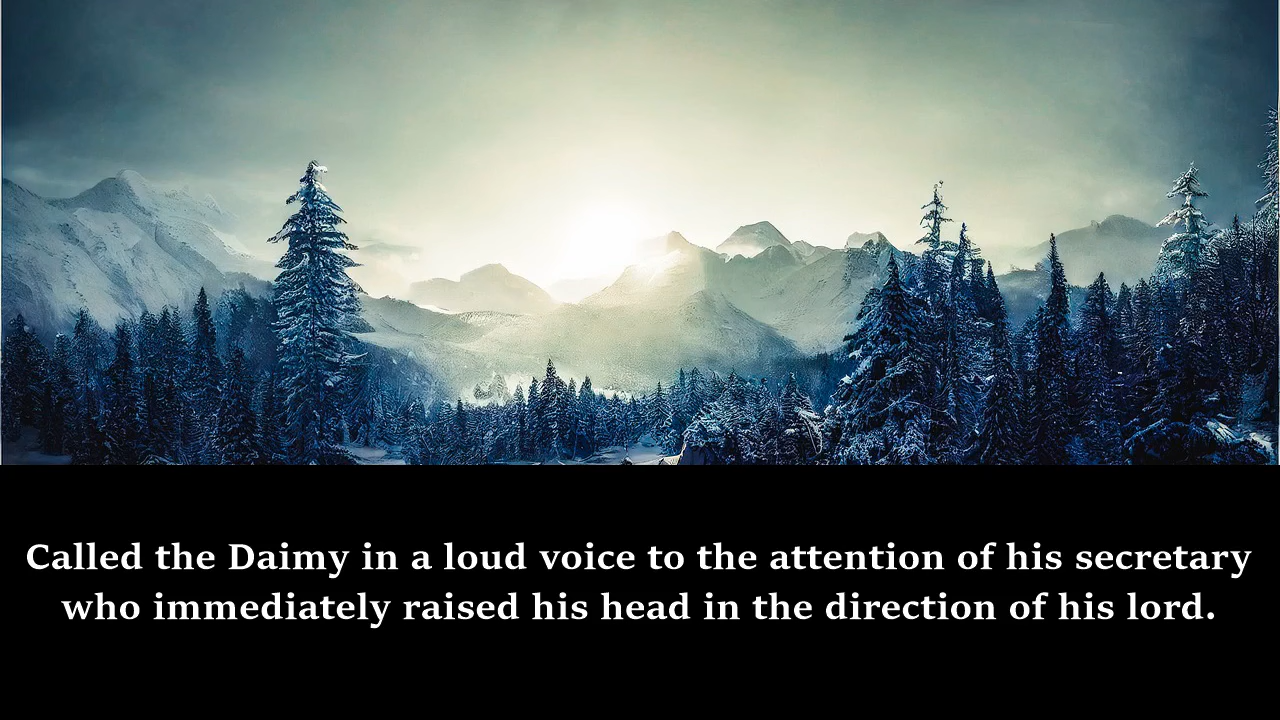 Called the Daimy in a loud voice to the attention of his secretary
who immediately raised his head in the direction of his lord.